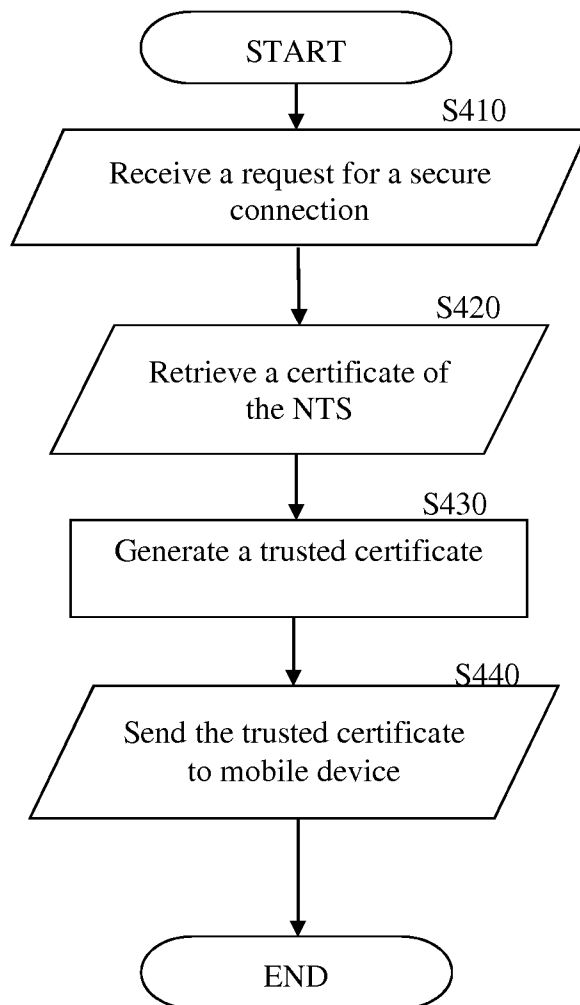 START
S410
Receive a request for a secure
connection
S420
Retrieve a certificate of
the NTS
S430
Generate a trusted certificate
S440
Send the trusted certificate
to mobile device
END